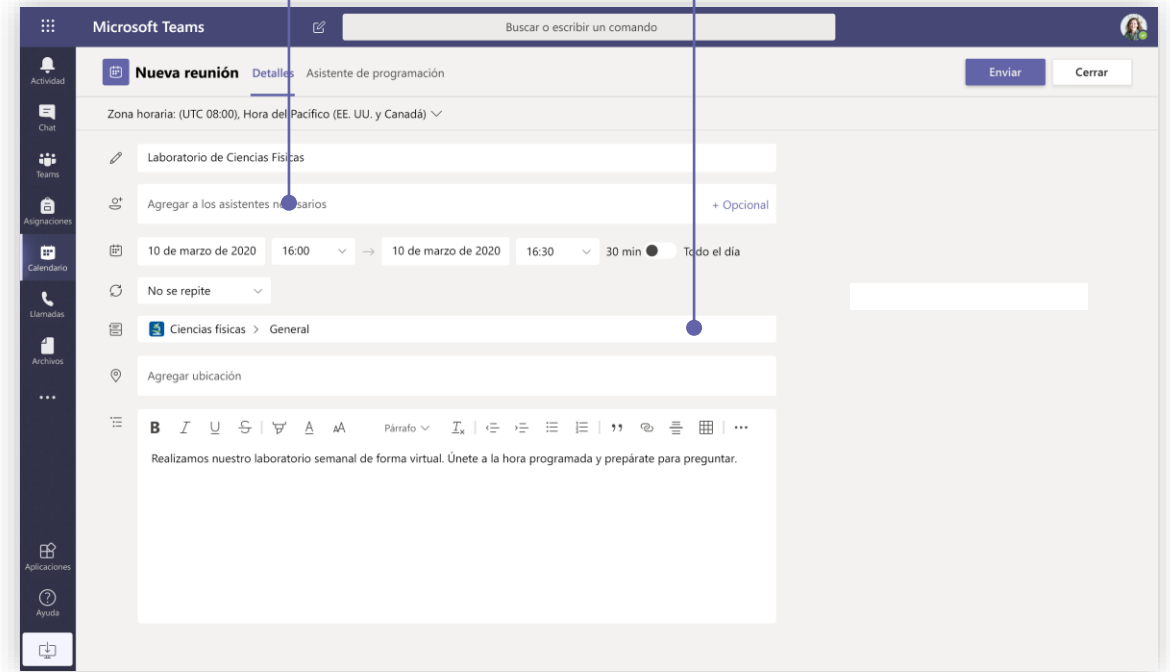 Microsoft Teams
Buscar o escribir un comando
Actividad
Chat
Teams
Asignaciones
Calendario
Llamadas
Archivos
Aplicaciones
Ayuda
Nueva reunión Detalles Asistente de programación Enviar Cerrar
Zona horaria: (UTC 08:00), Hora del Pacífico (EE. UU. y Canadá)
Laboratorio de Ciencias Fisicas
Agregar a los asistentes necesarios + Opcional
10 de marzo de 2020 16:00 → 10 de marzo de 2020 16:30 30 min Todo el día
No se repite
Ciencias fisicas > General
Agregar ubicación
B I U S A AA Párrafo Tx
Realizamos nuestro laboratorio semanal de forma virtual. Únete a la hora programada y prepárate para preguntar.